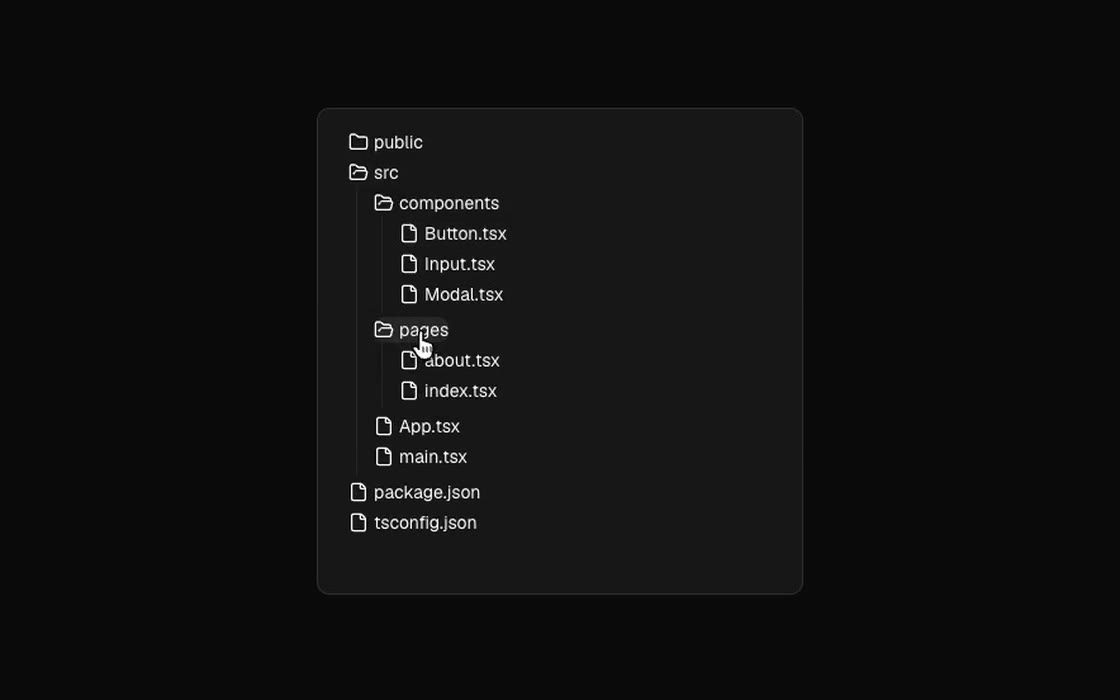 public
src
components
Button.tsx
Input.tsx
Modal.tsx
pages
about.tsx
index.tsx
App.tsx
main.tsx
package.json
tsconfig.json